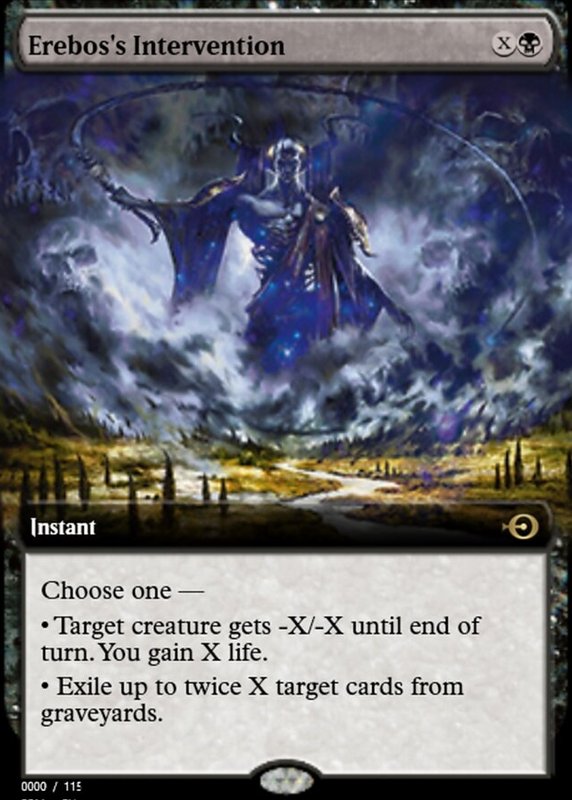 Erebos's Intervention X
Instant
Choose one —
• Target creature gets -X/-X until end of
turn. You gain X life.
• Exile up to twice X target cards from
graveyards.
0000 / 115